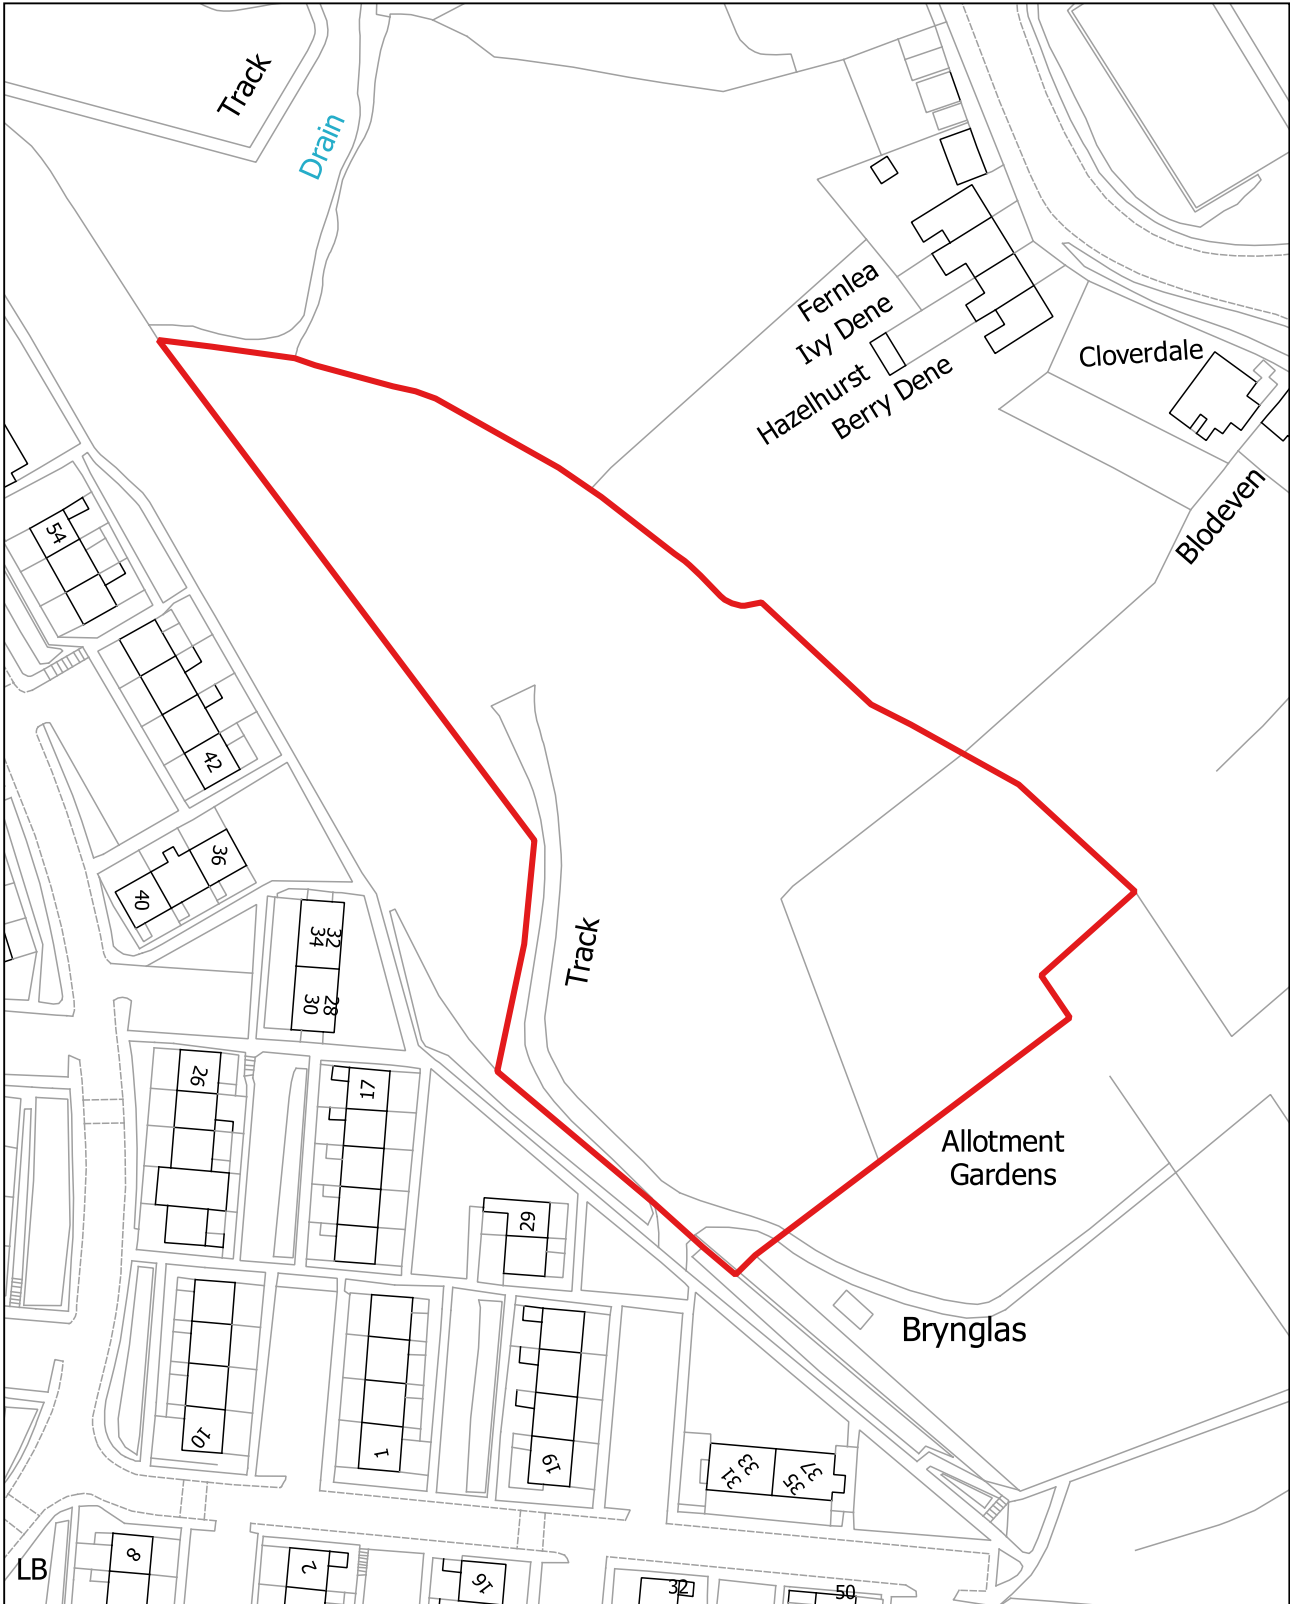 Track
Drain
Fernlea
Ivy Dene
Hazelhurst
Berry Dene
Cloverdale
Blodeven
54
42
36
40
32
34
28
30
Track
26
17
Allotment
Gardens
29
Brynglas
10
1
19
31
33
35
37
LB
8
2
16
32
50